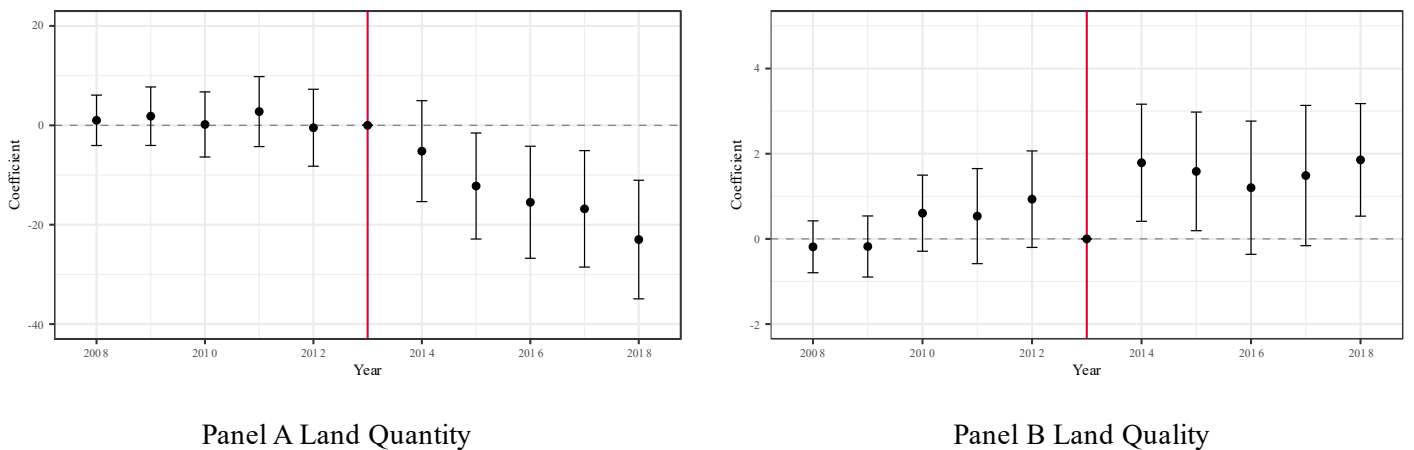 20
0
-20
-40
Coefficient
2008 2010 2012 2014 2016 2018
Year
Panel A Land Quantity
4
2
0
-2
Coefficient
2008 2010 2012 2014 2016 2018
Year
Panel B Land Quality